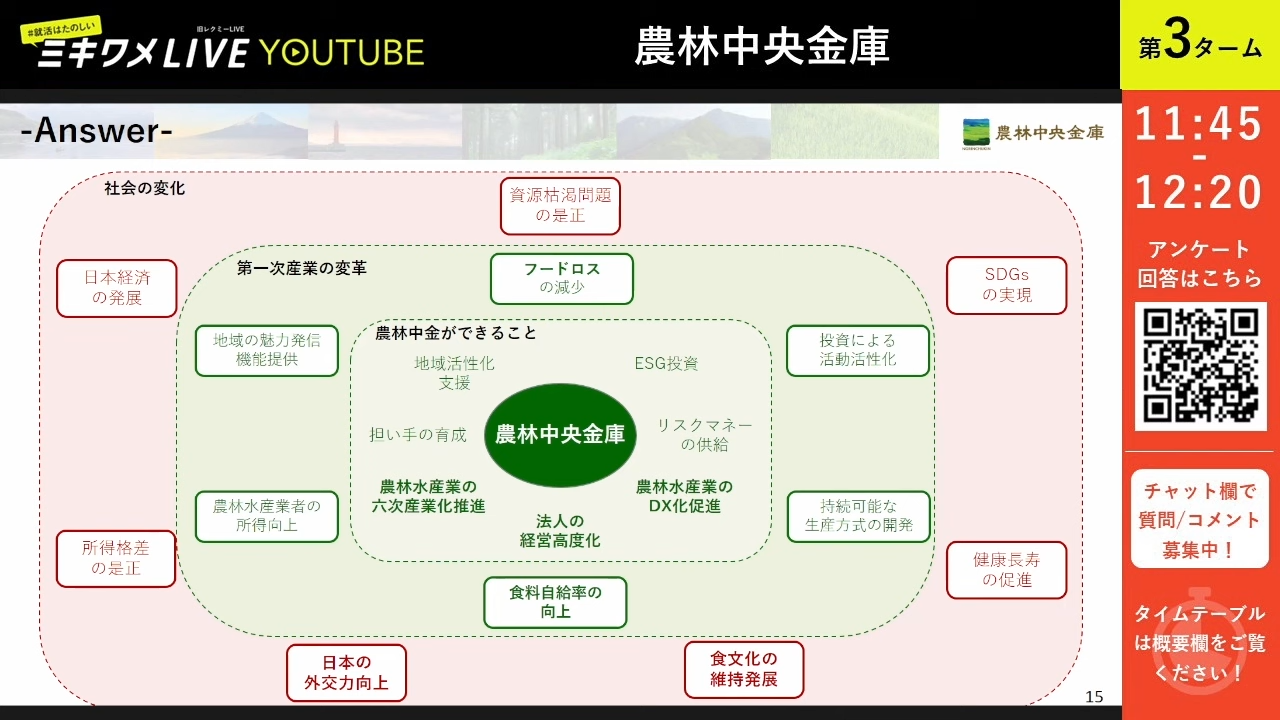 #就活はたのしい
旧レクミーLIVE
ミキワメLIVE YOUTUBE
農林中央金庫
第3ターム
-Answer-
農林中央金庫
社会の変化
資源枯渇問題
の是正
日本経済
の発展
SDGs
の実現
第一次産業の変革
フードロス
の減少
地域の魅力発信
機能提供
投資による
活動活性化
農林中金ができること
地域活性化
支援
ESG投資
担い手の育成
農林中央金庫
リスクマネー
の供給
農林水産業の
六次産業化推進
農林水産業の
DX化促進
法人の
経営高度化
農林水産業者の
所得向上
持続可能な
生産方式の開発
所得格差
の是正
健康長寿
の促進
食料自給率の
向上
日本の
外交力向上
食文化の
維持発展
15
11:45
-
12:20
アンケート
回答はこちら
チャット欄で
質問/コメント
募集中！
タイムテーブル
は概要欄をご覧
ください！